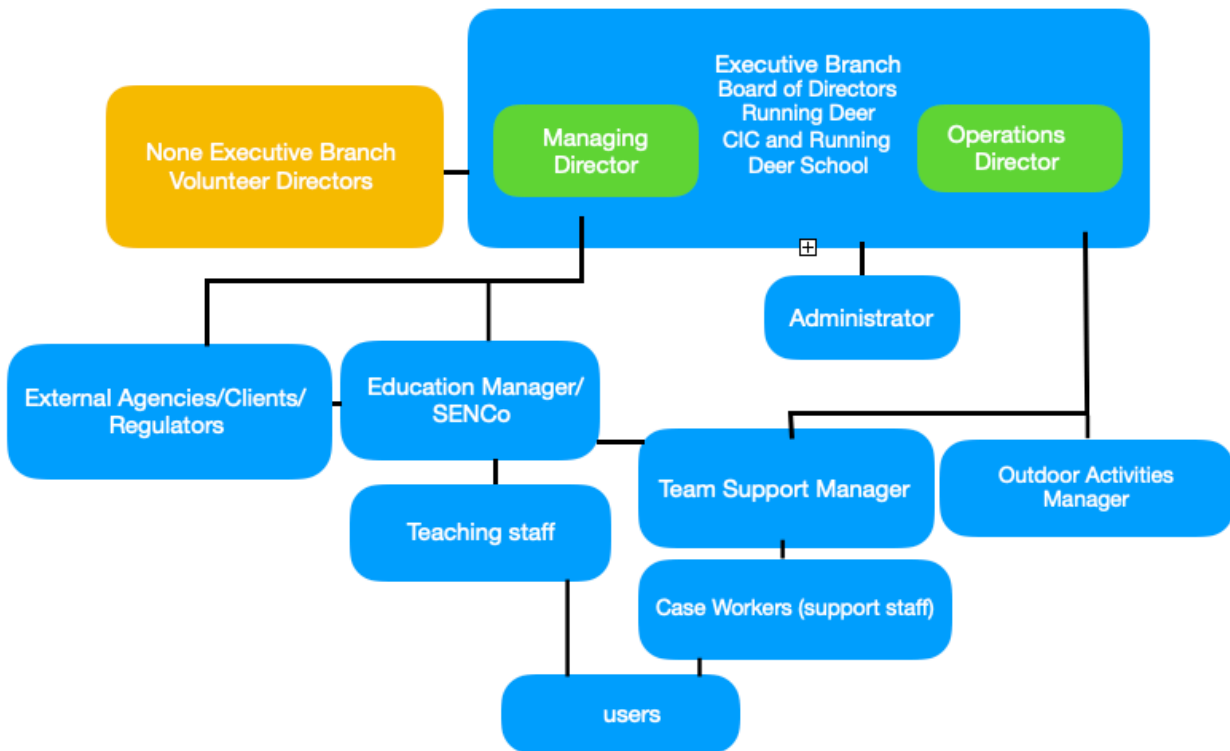 Executive Branch
Board of Directors
Running Deer
CIC and Running
Deer School
Managing
Director
Operations
Director
None Executive Branch
Volunteer Directors
Administrator
External Agencies/Clients/
Regulators
Education Manager/
SENCo
Team Support Manager
Outdoor Activities
Manager
Teaching staff
Case Workers (support staff)
users